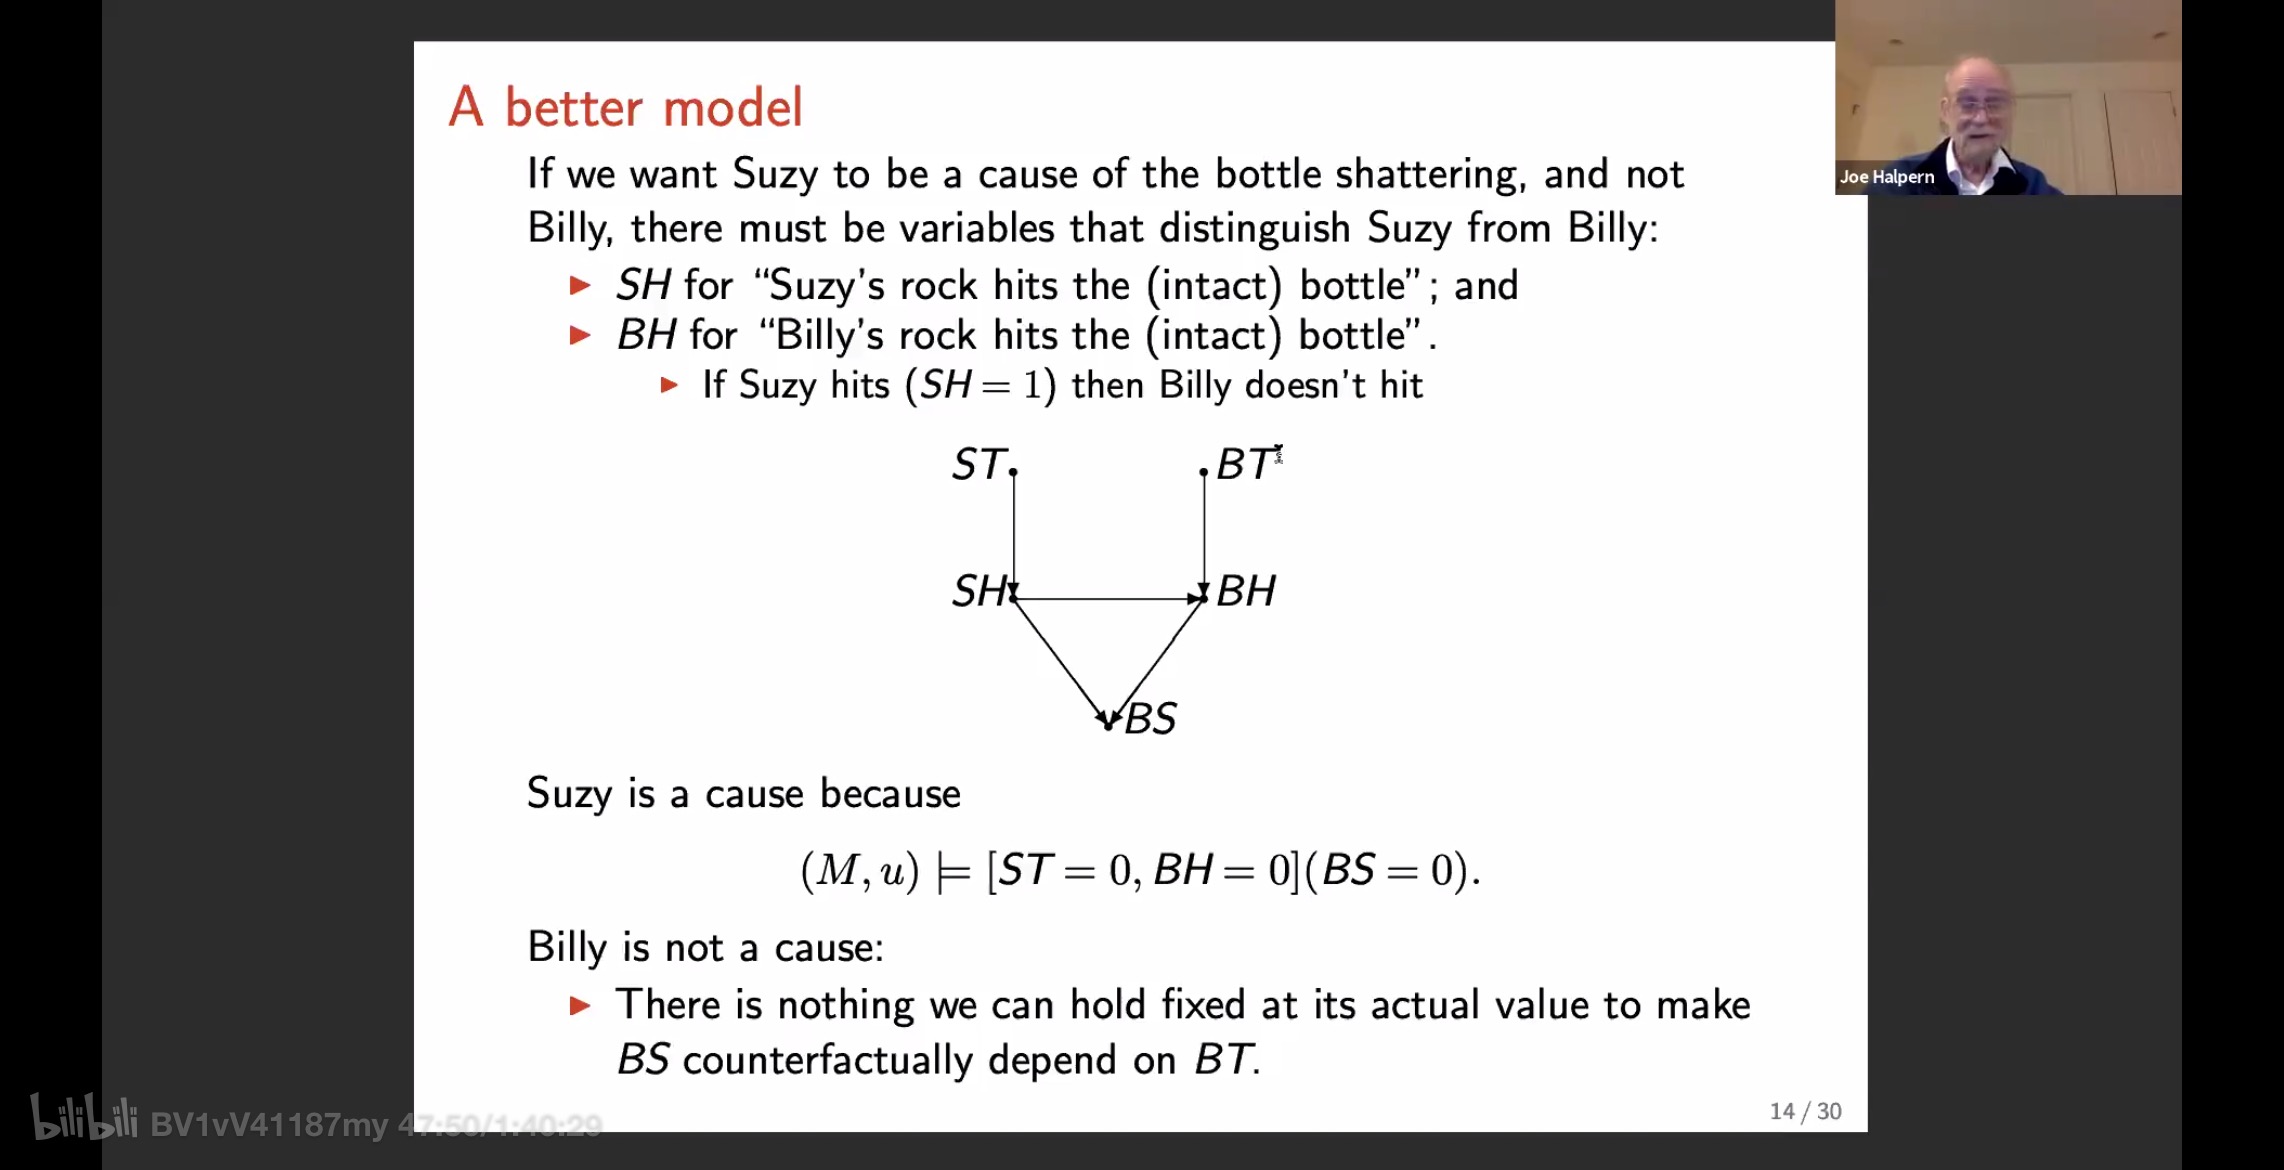 A better model
Joe Halpern
If we want Suzy to be a cause of the bottle shattering, and not
Billy, there must be variables that distinguish Suzy from Billy:
▶ SH for “Suzy’s rock hits the (intact) bottle”; and
▶ BH for “Billy’s rock hits the (intact) bottle”.
▶ If Suzy hits (SH = 1) then Billy doesn’t hit
ST BT
SH BH
BS
Suzy is a cause because
(M, u) ⊨ [ST = 0, BH = 0](BS = 0).
Billy is not a cause:
▶ There is nothing we can hold fixed at its actual value to make
BS counterfactually depend on BT.
14 / 30
bilibili BV1vV41187my 47:50/1:40:29